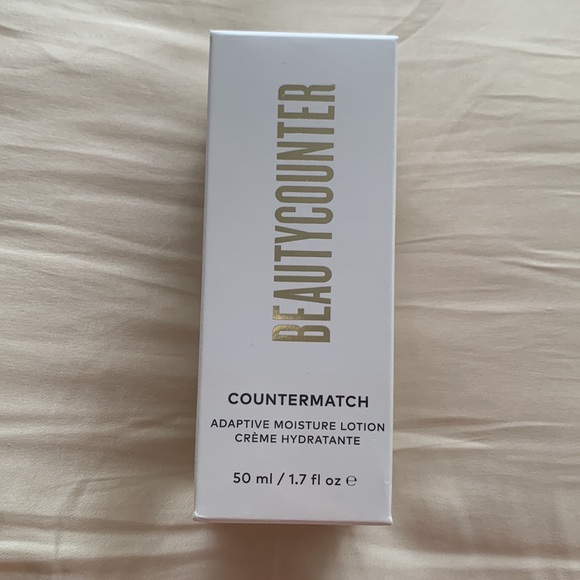 BEAUTYCOUNTER
COUNTERMATCH
ADAPTIVE MOISTURE LOTION
CRÈME HYDRATANTE
50 ml / 1.7 fl oz ℮